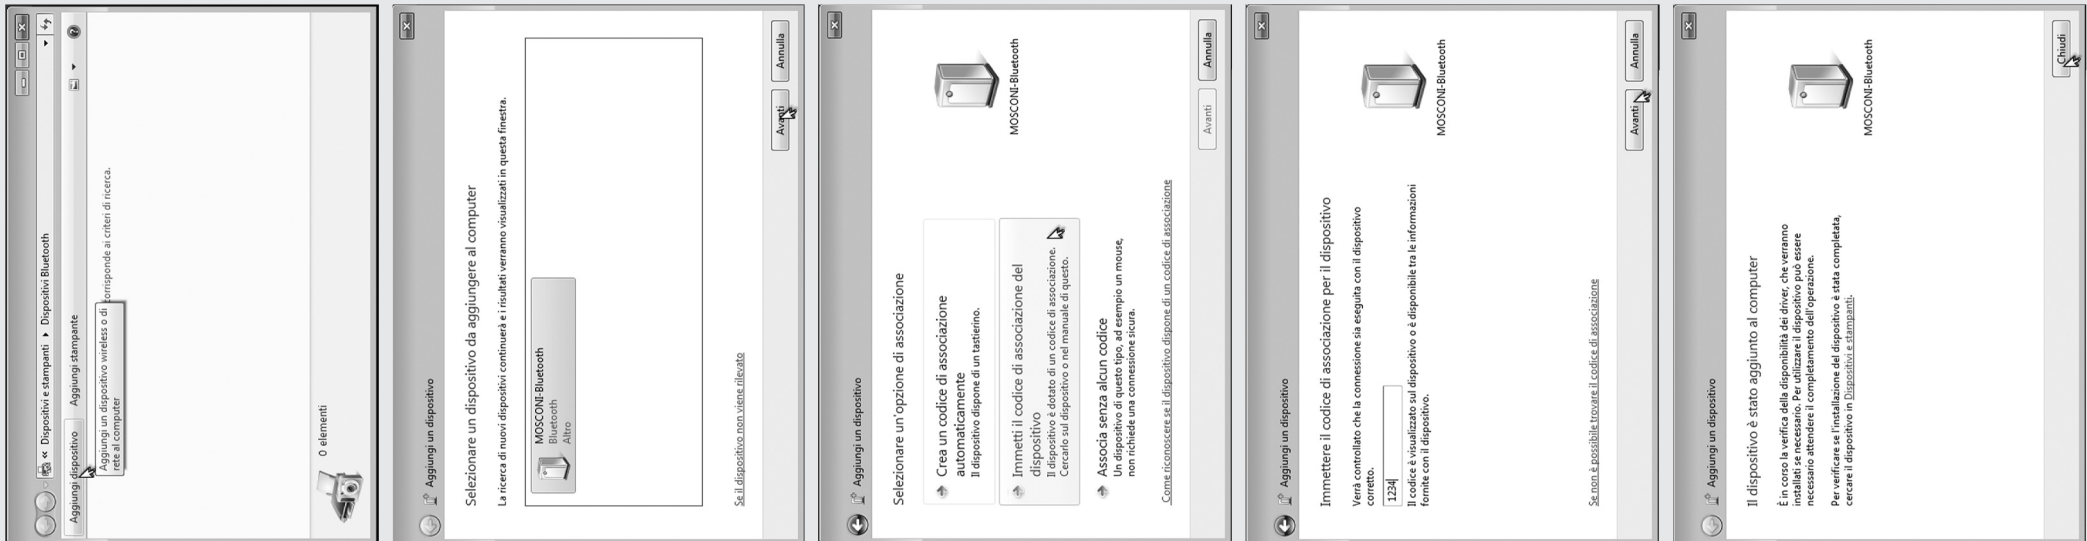 « Dispositivi e stampanti ▸ Dispositivi Bluetooth
Aggiungi dispositivo
Aggiungi stampante
Aggiungi un dispositivo wireless o di
rete al computer
orrisponde ai criteri di ricerca.
0 elementi
Aggiungi un dispositivo
Selezionare un dispositivo da aggiungere al computer
La ricerca di nuovi dispositivi continuerà e i risultati verranno visualizzati in questa finestra.
MOSCONI-Bluetooth
Bluetooth
Altro
Se il dispositivo non viene rilevato
Avanti
Annulla
Aggiungi un dispositivo
Selezionare un'opzione di associazione
Crea un codice di associazione
automaticamente
Il dispositivo dispone di un tastierino.
Immetti il codice di associazione del
dispositivo
Il dispositivo è dotato di un codice di associazione.
Cercarlo sul dispositivo o nel manuale di questo.
Associa senza alcun codice
Un dispositivo di questo tipo, ad esempio un mouse,
non richiede una connessione sicura.
Come riconoscere se il dispositivo dispone di un codice di associazione
MOSCONI-Bluetooth
Avanti
Annulla
Aggiungi un dispositivo
Immettere il codice di associazione per il dispositivo
Verrà controllato che la connessione sia eseguita con il dispositivo
corretto.
1234
Il codice è visualizzato sul dispositivo o è disponibile tra le informazioni
fornite con il dispositivo.
Se non è possibile trovare il codice di associazione
MOSCONI-Bluetooth
Avanti
Annulla
Aggiungi un dispositivo
Il dispositivo è stato aggiunto al computer
È in corso la verifica della disponibilità dei driver, che verranno
installati se necessario. Per utilizzare il dispositivo può essere
necessario attendere il completamento dell'operazione.
Per verificare se l'installazione del dispositivo è stata completata,
cercare il dispositivo in Dispositivi e stampanti.
MOSCONI-Bluetooth
Chiudi